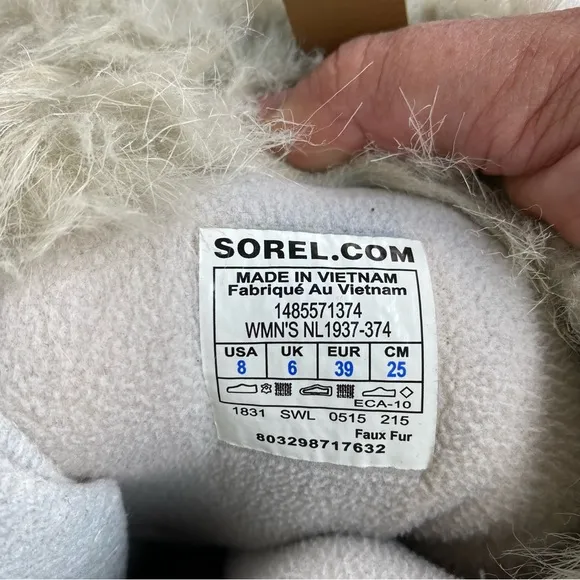 SOREL.COM
MADE IN VIETNAM
Fabriqué Au Vietnam
1485571374
WMN'S NL1937-374
USA UK EUR CM
8 6 39 25
ECA-10
1831 SWL 0515 215
Faux Fur
803298717632